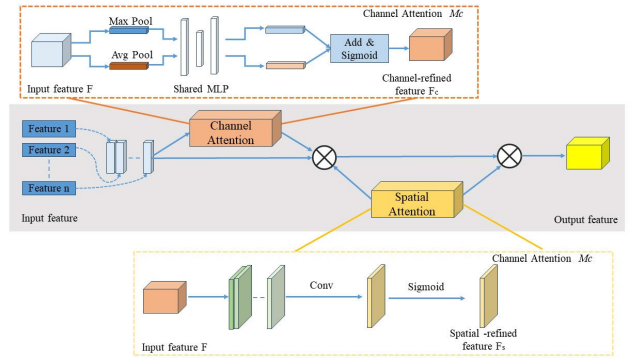 Max Pool
Channel Attention Mc
Avg Pool
Add &
Sigmoid
Input feature F
Shared MLP
Channel-refined
feature Fc
Feature 1
Feature 2
Feature n
Channel
Attention
Spatial
Attention
Input feature
Output feature
Channel Attention Mc
Conv
Sigmoid
Input feature F
Spatial -refined
feature Fs